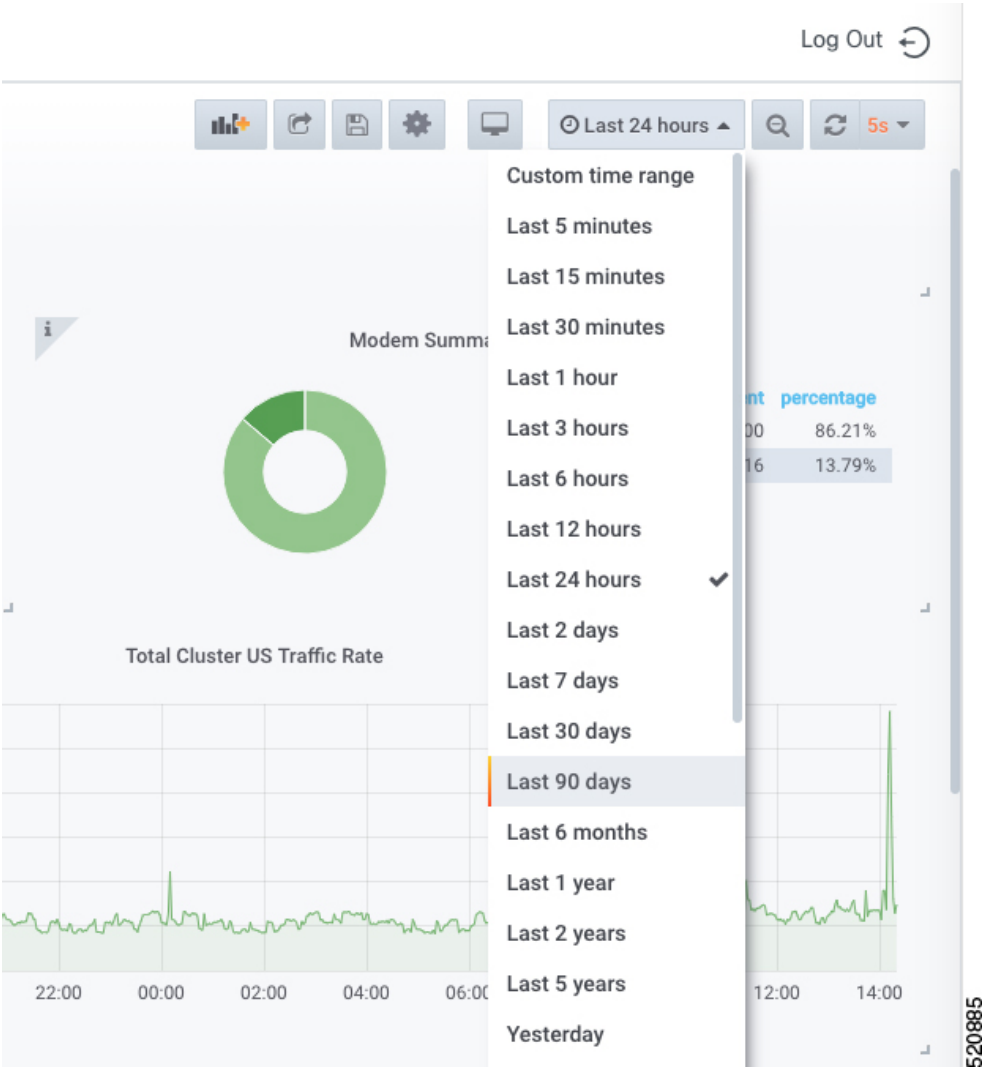 Log Out
Last 24 hours
5s
Custom time range
Last 5 minutes
Last 15 minutes
Last 30 minutes
Last 1 hour
Last 3 hours
Last 6 hours
Last 12 hours
Last 24 hours
Last 2 days
Last 7 days
Last 30 days
Last 90 days
Last 6 months
Last 1 year
Last 2 years
Last 5 years
Yesterday
i
Modem Summa
nt percentage
00 86.21%
16 13.79%
Total Cluster US Traffic Rate
22:00 00:00 02:00 04:00 06:00 12:00 14:00
520885